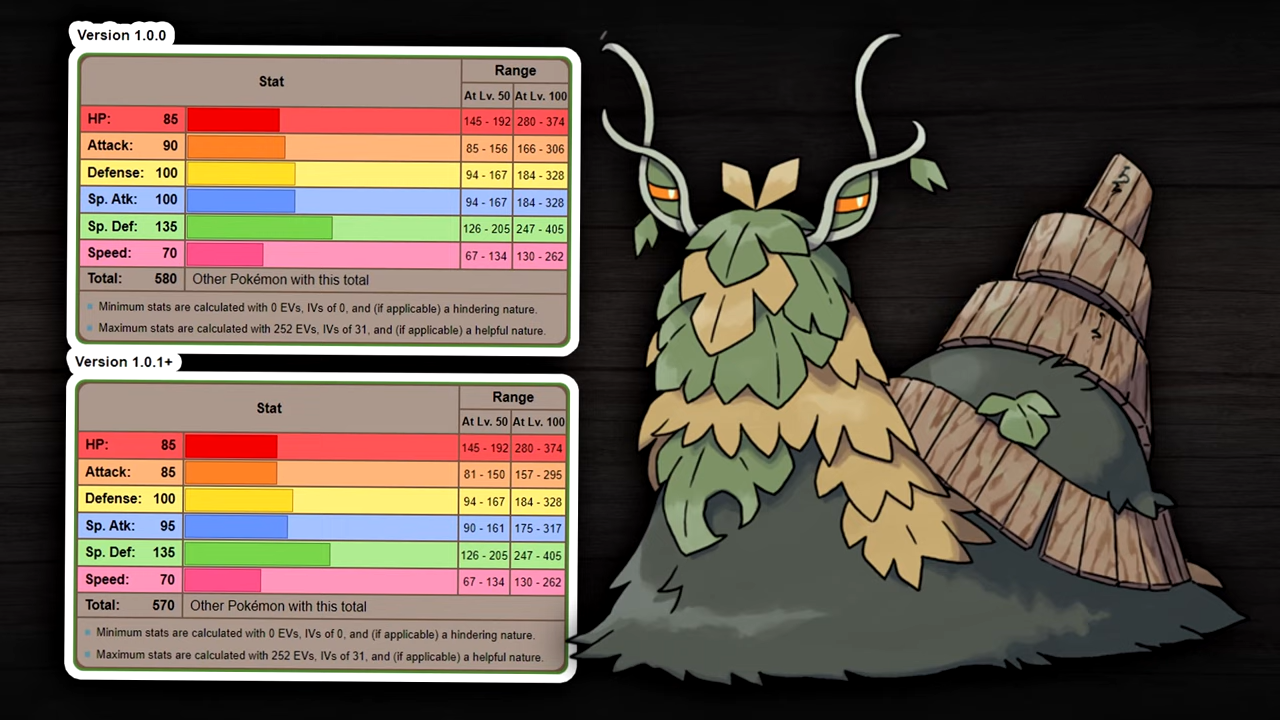 Version 1.0.0
Stat Range
At Lv. 50 At Lv. 100
HP: 85 145 - 192 280 - 374
Attack: 90 85 - 156 166 - 306
Defense: 100 94 - 167 184 - 328
Sp. Atk: 100 94 - 167 184 - 328
Sp. Def: 135 126 - 205 247 - 405
Speed: 70 67 - 134 130 - 262
Total: 580 Other Pokémon with this total
Minimum stats are calculated with 0 EVs, IVs of 0, and (if applicable) a hindering nature.
Maximum stats are calculated with 252 EVs, IVs of 31, and (if applicable) a helpful nature.
Version 1.0.1+
Stat Range
At Lv. 50 At Lv. 100
HP: 85 145 - 192 280 - 374
Attack: 85 81 - 150 157 - 295
Defense: 100 94 - 167 184 - 328
Sp. Atk: 95 90 - 161 175 - 317
Sp. Def: 135 126 - 205 247 - 405
Speed: 70 67 - 134 130 - 262
Total: 570 Other Pokémon with this total
Minimum stats are calculated with 0 EVs, IVs of 0, and (if applicable) a hindering nature.
Maximum stats are calculated with 252 EVs, IVs of 31, and (if applicable) a helpful nature.